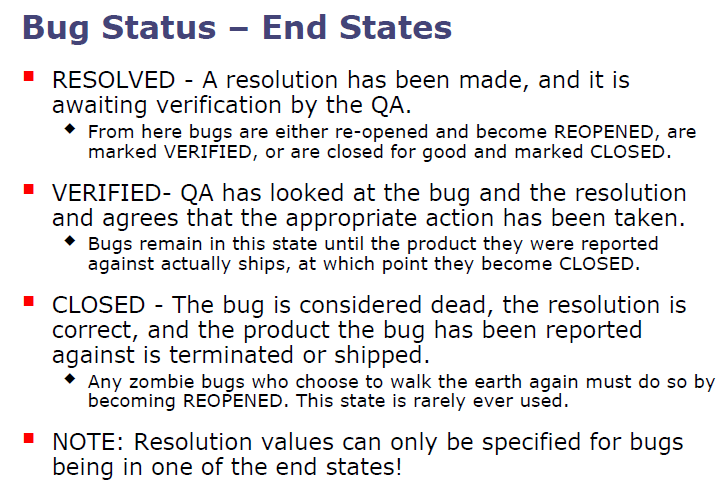 Bug Status – End States
RESOLVED - A resolution has been made, and it is
awaiting verification by the QA.
From here bugs are either re-opened and become REOPENED, are
marked VERIFIED, or are closed for good and marked CLOSED.
VERIFIED- QA has looked at the bug and the resolution
and agrees that the appropriate action has been taken.
Bugs remain in this state until the product they were reported
against actually ships, at which point they become CLOSED.
CLOSED - The bug is considered dead, the resolution is
correct, and the product the bug has been reported
against is terminated or shipped.
Any zombie bugs who choose to walk the earth again must do so by
becoming REOPENED. This state is rarely ever used.
NOTE: Resolution values can only be specified for bugs
being in one of the end states!